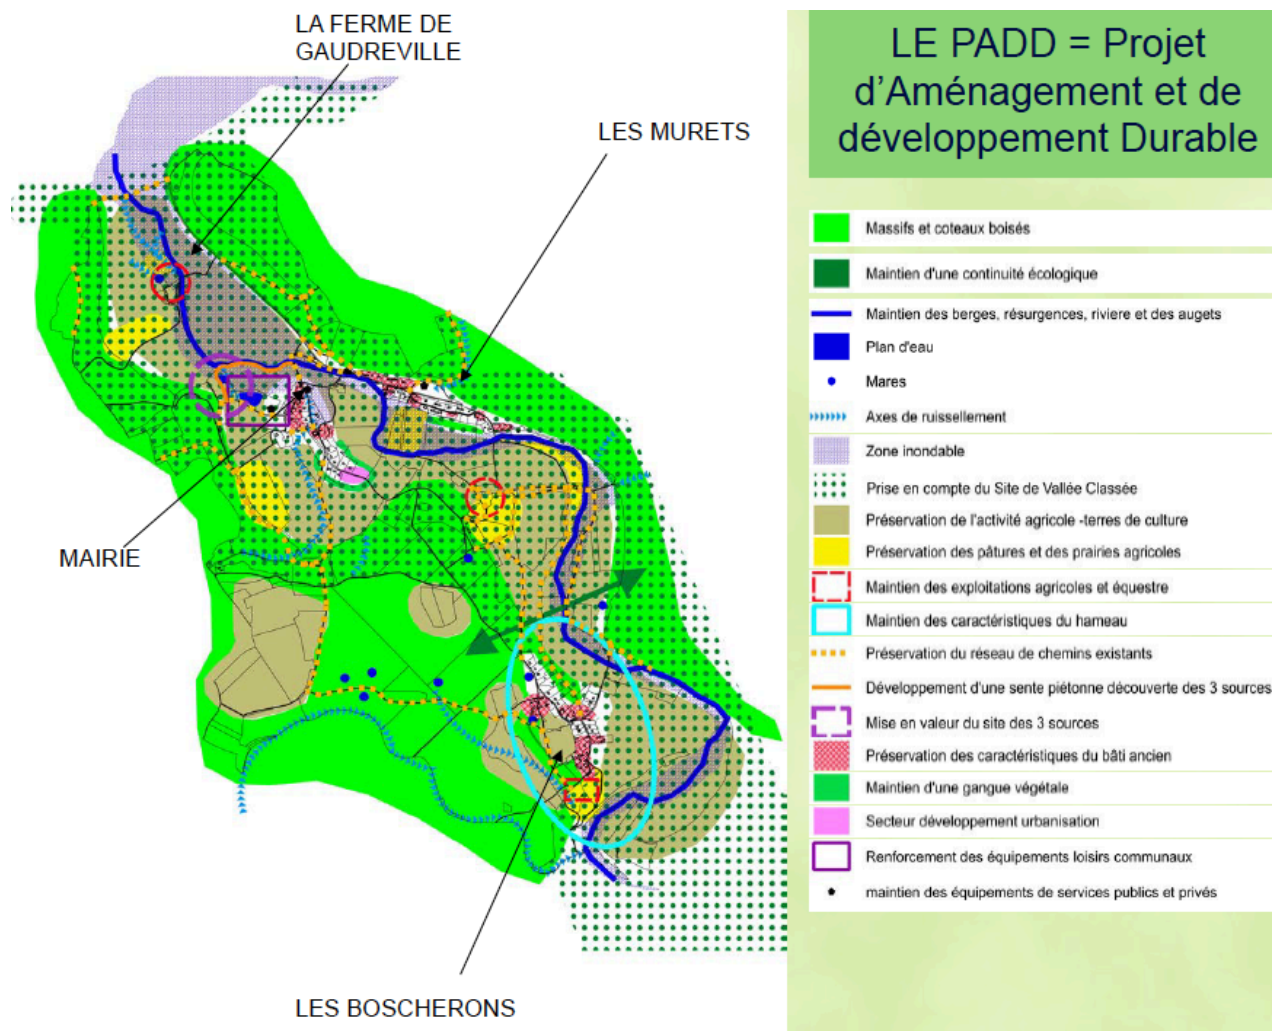 LA FERME DE
GAUDREVILLE
LES MURETS
MAIRIE
LES BOSCHERONS
LE PADD = Projet
d'Aménagement et de
développement Durable
Massifs et coteaux boisés
Maintien d'une continuité écologique
Maintien des berges, résurgences, riviere et des augets
Plan d'eau
Mares
Axes de ruissellement
Zone inondable
Prise en compte du Site de Vallée Classée
Préservation de l'activité agricole -terres de culture
Préservation des pâtures et des prairies agricoles
Maintien des exploitations agricoles et équestre
Maintien des caractéristiques du hameau
Préservation du réseau de chemins existants
Développement d'une sente piétonne découverte des 3 sources
Mise en valeur du site des 3 sources
Préservation des caractéristiques du bâti ancien
Maintien d'une gangue végétale
Secteur développement urbanisation
Renforcement des équipements loisirs communaux
maintien des équipements de services publics et privés